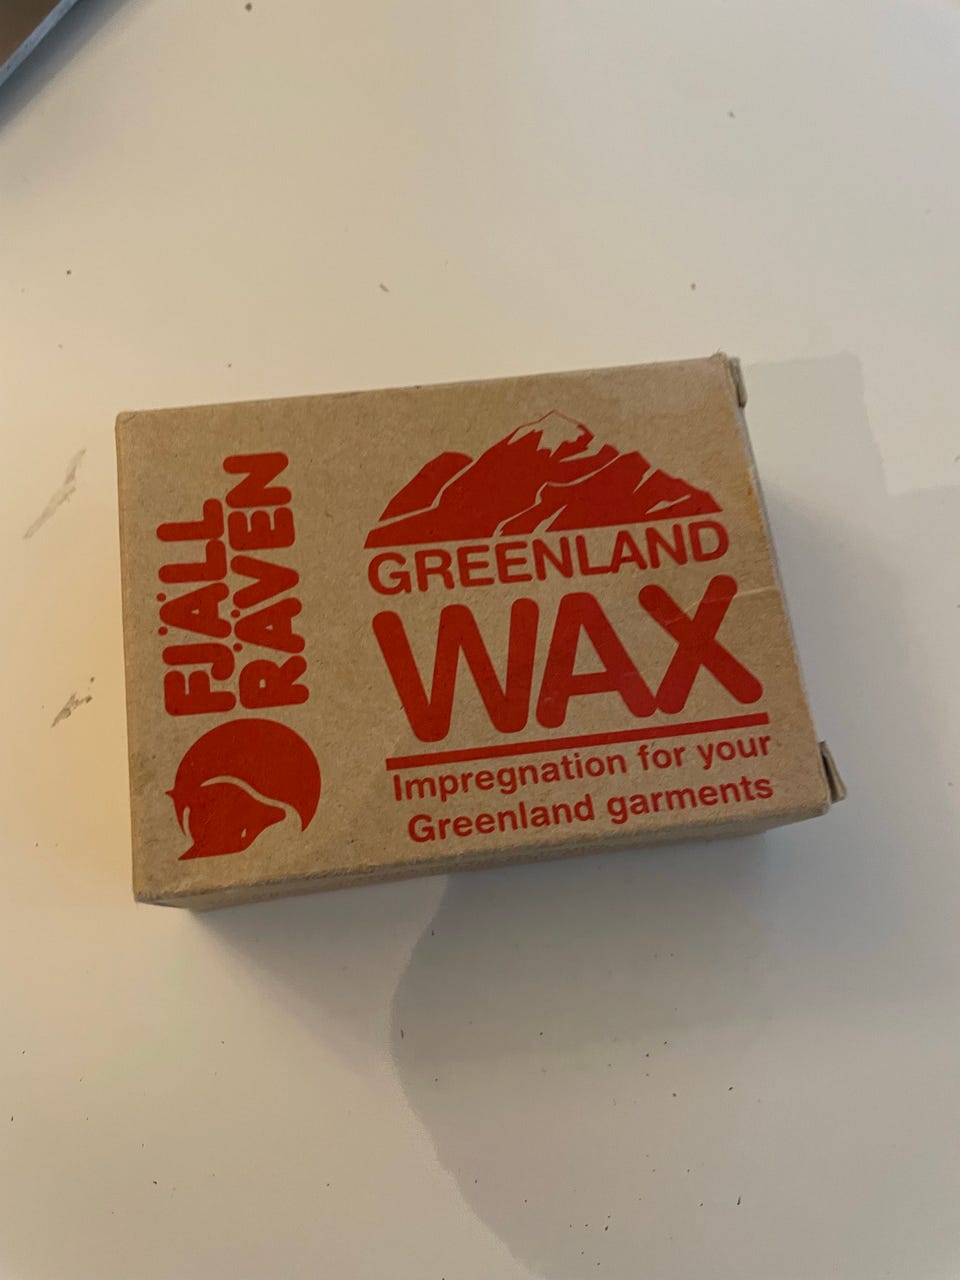 FJÄLL
RÄVEN
GREENLAND
WAX
Impregnation for your
Greenland garments